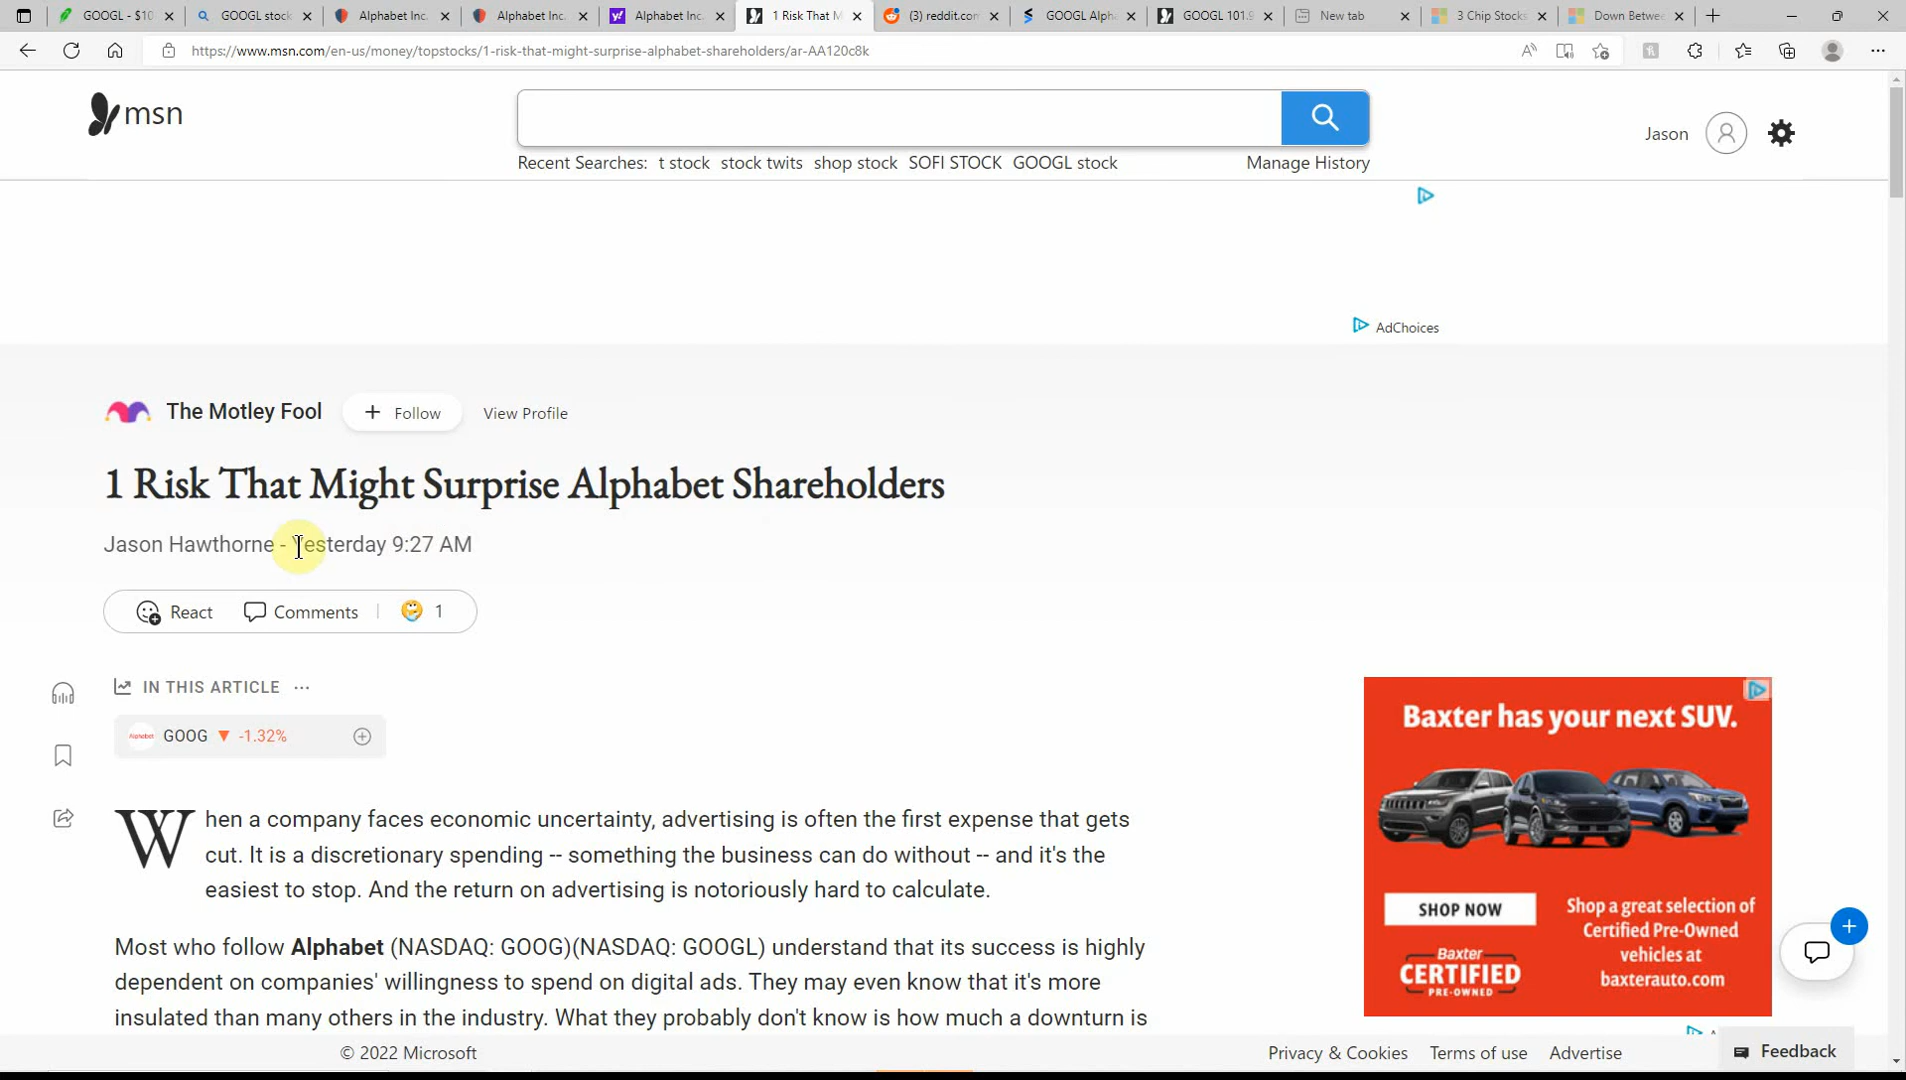 GOOGL - $10
GOOGL stock
Alphabet Inc.
Alphabet Inc.
Alphabet Inc.
1 Risk That M
(3) reddit.com
GOOGL Alph
GOOGL 101.9
New tab
3 Chip Stocks
Down Betwe
https://www.msn.com/en-us/money/topstocks/1-risk-that-might-surprise-alphabet-shareholders/ar-AA120c8k
msn
Jason
Recent Searches: t stock stock twits shop stock SOFI STOCK GOOGL stock Manage History
AdChoices
The Motley Fool
+ Follow
View Profile
1 Risk That Might Surprise Alphabet Shareholders
Jason Hawthorne - Yesterday 9:27 AM
React
Comments
1
IN THIS ARTICLE ...
Alphabet GOOG ▼ -1.32%
When a company faces economic uncertainty, advertising is often the first expense that gets
cut. It is a discretionary spending -- something the business can do without -- and it's the
easiest to stop. And the return on advertising is notoriously hard to calculate.
Most who follow Alphabet (NASDAQ: GOOG)(NASDAQ: GOOGL) understand that its success is highly
dependent on companies' willingness to spend on digital ads. They may even know that it's more
insulated than many others in the industry. What they probably don't know is how much a downturn is
Baxter has your next SUV.
SHOP NOW
Baxter
CERTIFIED
PRE-OWNED
Shop a great selection of
Certified Pre-Owned
vehicles at
baxterauto.com
© 2022 Microsoft
Privacy & Cookies
Terms of use
Advertise
Feedback